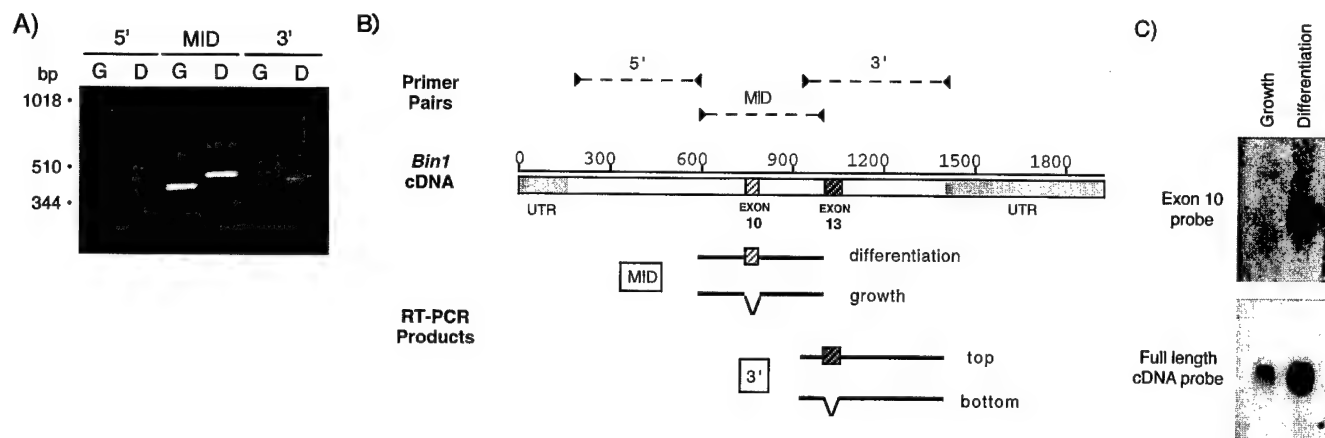 A)
5' MID 3'
bp G D G D G D
1018
510
344
B)
Primer Pairs
5'
3'
MID
Bin1 cDNA
0 300 600 900 1200 1500 1800
UTR
EXON 10
EXON 13
UTR
RT-PCR Products
MID
differentiation
growth
3'
top
bottom
C)
Growth
Differentiation
Exon 10 probe
Full length cDNA probe